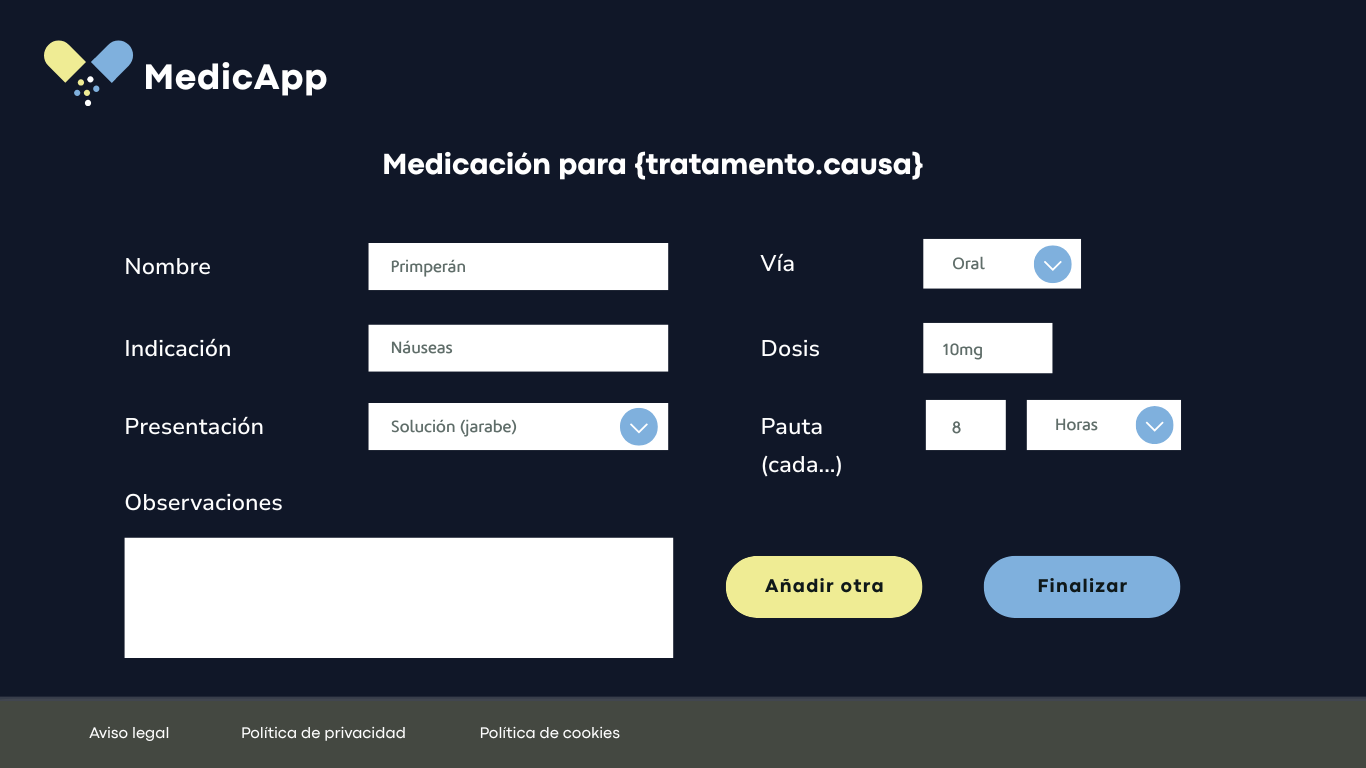 MedicApp
Medicación para {tratamento.causa}
Nombre
Primperán
Indicación
Náuseas
Presentación
Solución (jarabe)
Observaciones
Vía
Oral
Dosis
10mg
Pauta
(cada...)
8
Horas
Añadir otra
Finalizar
Aviso legal
Política de privacidad
Política de cookies